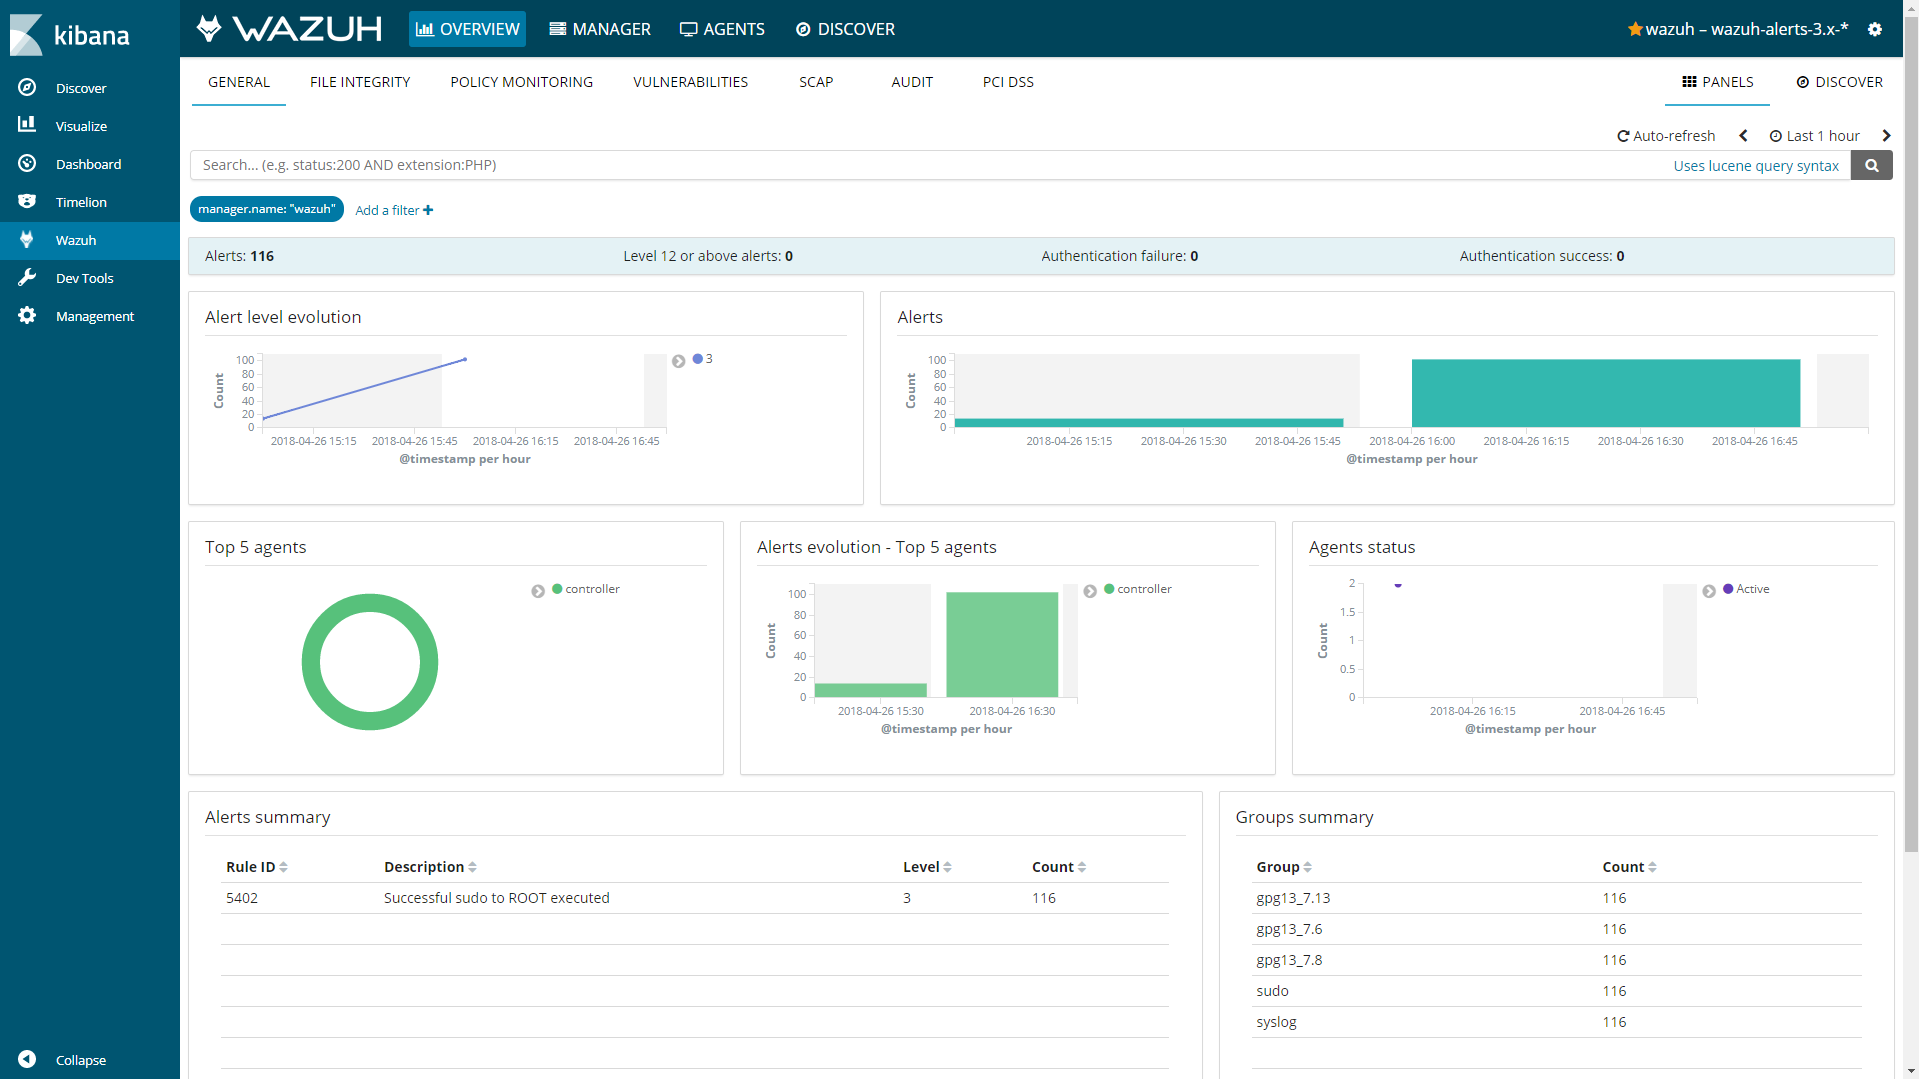 kibana
Discover
Visualize
Dashboard
Timelion
Wazuh
Dev Tools
Management
Collapse
WAZUH
OVERVIEW
MANAGER
AGENTS
DISCOVER
wazuh – wazuh-alerts-3.x-*
GENERAL
FILE INTEGRITY
POLICY MONITORING
VULNERABILITIES
SCAP
AUDIT
PCI DSS
PANELS
DISCOVER
Auto-refresh
Last 1 hour
Search... (e.g. status:200 AND extension:PHP)
Uses lucene query syntax
manager.name: "wazuh"
Add a filter
Alerts: 116
Level 12 or above alerts: 0
Authentication failure: 0
Authentication success: 0
Alert level evolution
Count
100
80
60
40
20
0
2018-04-26 15:15
2018-04-26 15:45
2018-04-26 16:15
2018-04-26 16:45
@timestamp per hour
3
Alerts
Count
100
80
60
40
20
0
2018-04-26 15:15
2018-04-26 15:30
2018-04-26 15:45
2018-04-26 16:00
2018-04-26 16:15
2018-04-26 16:30
2018-04-26 16:45
@timestamp per hour
Top 5 agents
controller
Alerts evolution - Top 5 agents
Count
100
80
60
40
20
0
2018-04-26 15:30
2018-04-26 16:30
@timestamp per hour
controller
Agents status
Count
2
1.5
1
0.5
0
2018-04-26 16:15
2018-04-26 16:45
@timestamp per hour
Active
Alerts summary
Rule ID Description Level Count
5402 Successful sudo to ROOT executed 3 116
Groups summary
Group Count
gpg13_7.13 116
gpg13_7.6 116
gpg13_7.8 116
sudo 116
syslog 116